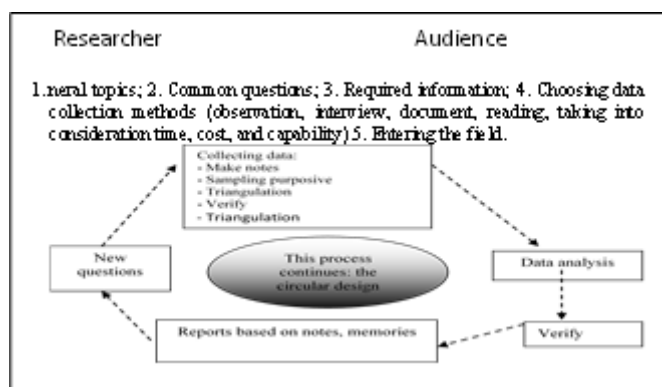 Researcher Audience
1.neral topics; 2. Common questions; 3. Required information; 4. Choosing data
collection methods (observation, interview, document, reading, taking into
consideration time, cost, and capability) 5. Entering the field.
Collecting data:
- Make notes
- Sampling purposive
- Triangulation
- Verify
- Triangulation
New
questions
This process
continues: the
circular design
Data analysis
Reports based on notes, memories
Verify